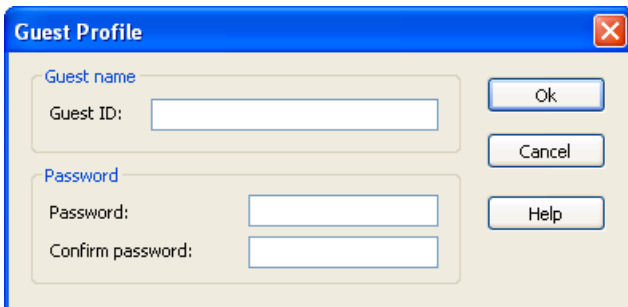 Guest Profile
Guest name
Guest ID:
Ok
Cancel
Password
Password:
Help
Confirm password: